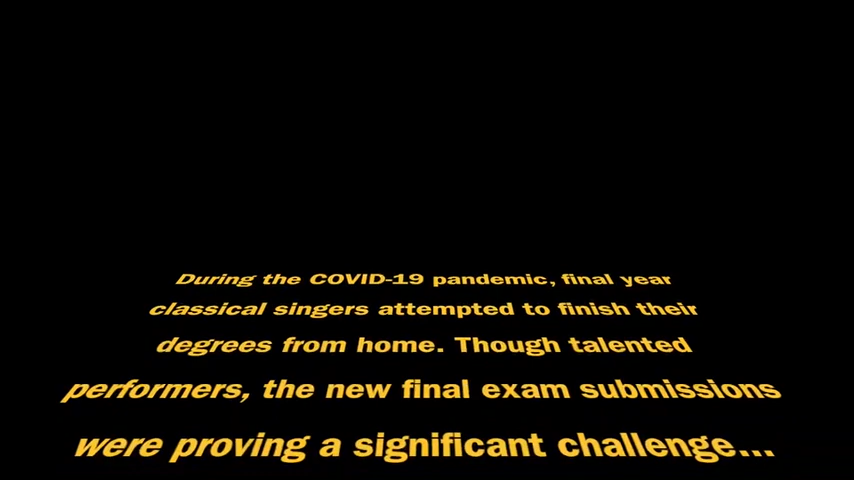 During the COVID-19 pandemic, final year
classical singers attempted to finish their
degrees from home. Though talented
performers, the new final exam submissions
were proving a significant challenge...